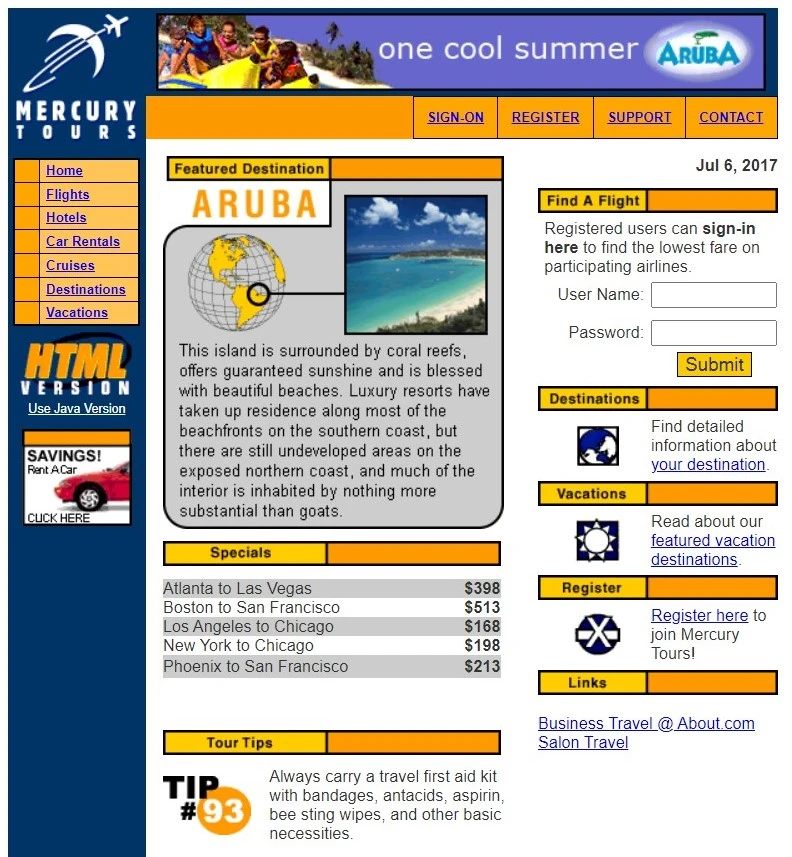 one cool summer ARUBA
MERCURY
TOURS
SIGN-ON REGISTER SUPPORT CONTACT
Home
Flights
Hotels
Car Rentals
Cruises
Destinations
Vacations
HTML
VERSION
Use Java Version
SAVINGS!
Rent A Car
CLICK HERE
Featured Destination
ARUBA
This island is surrounded by coral reefs,
offers guaranteed sunshine and is blessed
with beautiful beaches. Luxury resorts have
taken up residence along most of the
beachfronts on the southern coast, but
there are still undeveloped areas on the
exposed northern coast, and much of the
interior is inhabited by nothing more
substantial than goats.
Specials
Atlanta to Las Vegas $398
Boston to San Francisco $513
Los Angeles to Chicago $168
New York to Chicago $198
Phoenix to San Francisco $213
Tour Tips
TIP
#93
Always carry a travel first aid kit
with bandages, antacids, aspirin,
bee sting wipes, and other basic
necessities.
Jul 6, 2017
Find A Flight
Registered users can sign-in
here to find the lowest fare on
participating airlines.
User Name:
Password:
Submit
Destinations
Find detailed
information about
your destination.
Vacations
Read about our
featured vacation
destinations.
Register
Register here to
join Mercury
Tours!
Links
Business Travel @ About.com
Salon Travel